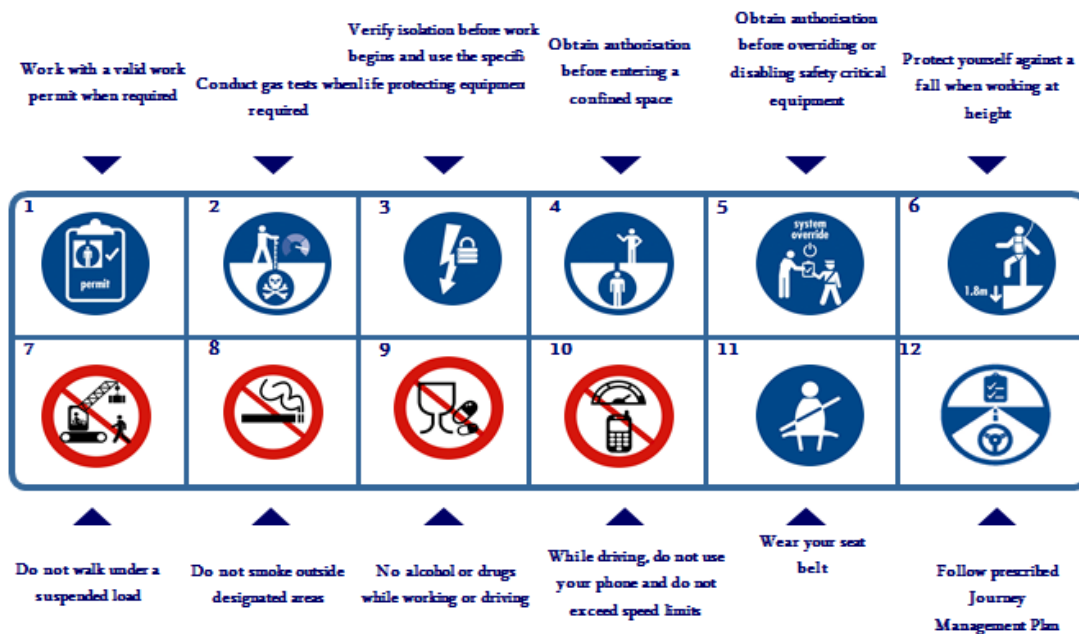 Work with a valid work
permit when required
Conduct gas tests when
required
Verify isolation before work
begins and use the specifi
life protecting equipmen
Obtain authorisation
before entering a
confined space
Obtain authorisation
before overriding or
disabling safety critical
equipment
Protect yourself against a
fall when working at
height
1
permit
2
3
4
5
system
override
6
1.8m
7
8
9
10
11
12
Do not walk under a
suspended load
Do not smoke outside
designated areas
No alcohol or drugs
while working or driving
While driving, do not use
your phone and do not
exceed speed limits
Wear your seat
belt
Follow prescribed
Journey
Management Plan